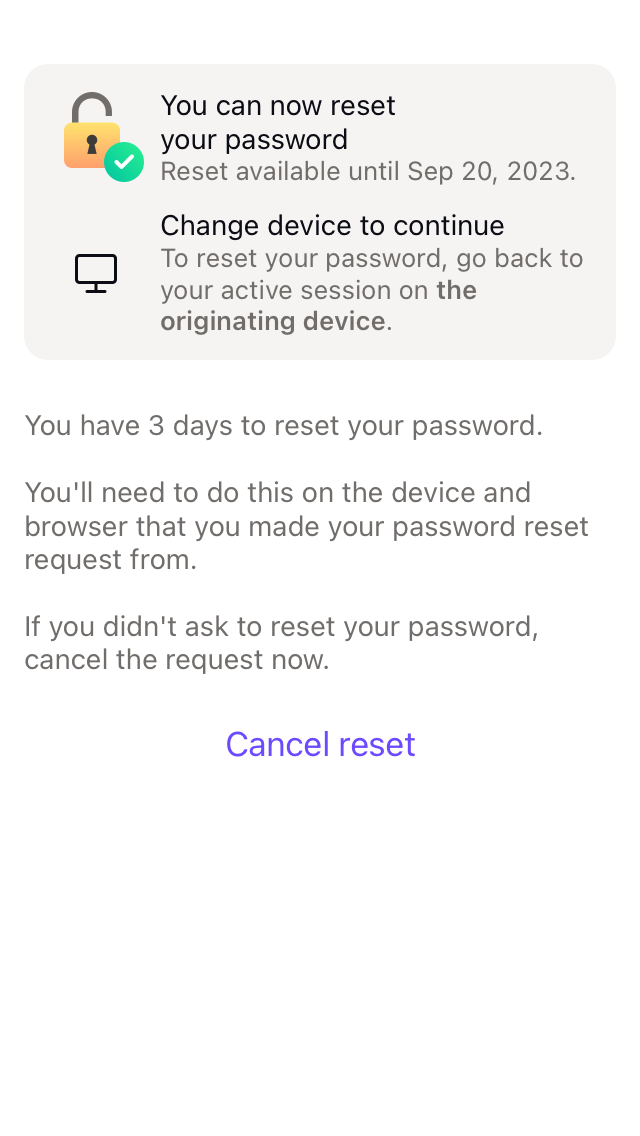 You can now reset
your password
Reset available until Sep 20, 2023.
Change device to continue
To reset your password, go back to
your active session on the
originating device.
You have 3 days to reset your password.
You'll need to do this on the device and
browser that you made your password reset
request from.
If you didn't ask to reset your password,
cancel the request now.
Cancel reset